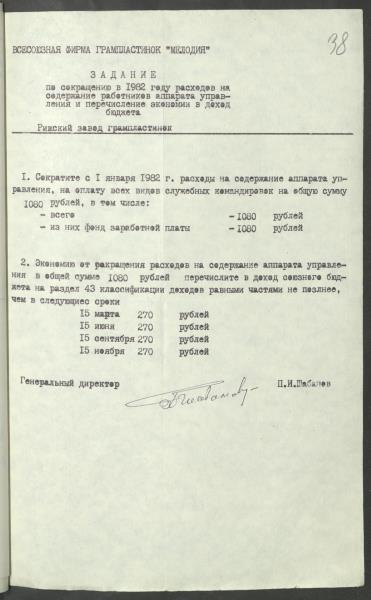 38
ВСЕСОЮЗНАЯ ФИРМА ГРАМПЛАСТИНОК "МЕЛОДИЯ"
ЗАДАНИЕ
по сокращению в 1982 году расходов на
содержание работников аппарата управ-
ления и перечисление экономии в доход
бюджета
Рижский завод грампластинок
1. Сократите с 1 января 1982 г. расходы на содержание аппарата уп-
равления, на оплату всех видов служебных командировок на общую сумму
1080 рублей, в том числе:
- всего -1080 рублей
- из них фонд заработной платы -1080 рублей
2. Экономию от сокращения расходов на содержание аппарата управле-
ния в общей сумме 1080 рублей перечислите в доход союзного бюд-
жета на раздел 43 классификации доходов равными частями не позднее,
чем в следующиес сроки
15 марта 270 рублей
15 июня 270 рублей
15 сентября 270 рублей
15 ноября 270 рублей
Генеральный директор П.И.Шабанов